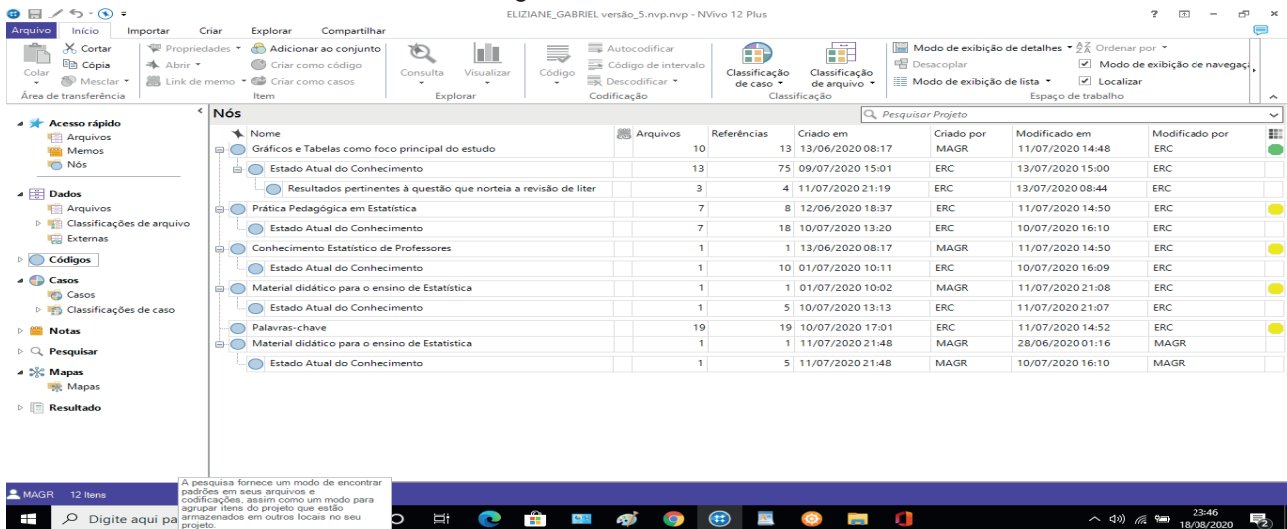 ELIZIANE_GABRIEL versão_5.nvp.nvp - NVivo 12 Plus
Arquivo Início Importar Criar Explorar Compartilhar
Colar
Cortar
Cópia
Mesclar
Área de transferência
Propriedades
Abrir
Link de memo
Adicionar ao conjunto
Criar como código
Criar como casos
Item
Consulta
Visualizar
Explorar
Código
Autocodificar
Código de intervalo
Descodificar
Codificação
Classificação de caso
Classificação de arquivo
Classificação
Modo de exibição de detalhes
Desacoplar
Modo de exibição de lista
Ordenar por
Modo de exibição de navegaç
Localizar
Espaço de trabalho
Acesso rápido
Arquivos
Memos
Nós
Dados
Arquivos
Classificações de arquivo
Externas
Códigos
Casos
Casos
Classificações de caso
Notas
Pesquisar
Mapas
Mapas
Resultado
Nós
Pesquisar Projeto
Nome Arquivos Referências Criado em Criado por Modificado em Modificado por
Gráficos e Tabelas como foco principal do estudo 10 13 13/06/2020 08:17 MAGR 11/07/2020 14:48 ERC
Estado Atual do Conhecimento 13 75 09/07/2020 15:01 ERC 13/07/2020 15:00 ERC
Resultados pertinentes à questão que norteia a revisão de liter 3 4 11/07/2020 21:19 ERC 13/07/2020 08:44 ERC
Prática Pedagógica em Estatística 7 8 12/06/2020 18:37 MAGR 11/07/2020 14:50 ERC
Estado Atual do Conhecimento 7 18 10/07/2020 13:20 ERC 10/07/2020 16:10 ERC
Conhecimento Estatístico de Professores 1 1 13/06/2020 08:17 MAGR 11/07/2020 14:50 ERC
Estado Atual do Conhecimento 1 10 01/07/2020 10:11 ERC 10/07/2020 16:09 ERC
Material didático para o ensino de Estatística 1 1 01/07/2020 10:02 MAGR 11/07/2020 21:08 ERC
Estado Atual do Conhecimento 1 5 10/07/2020 13:13 ERC 11/07/2020 21:07 ERC
Palavras-chave 19 19 10/07/2020 17:01 ERC 11/07/2020 14:52 ERC
Material didático para o ensino de Estatistica 1 1 11/07/2020 21:48 MAGR 28/06/2020 01:16 MAGR
Estado Atual do Conhecimento 1 5 11/07/2020 21:48 MAGR 10/07/2020 16:10 MAGR
MAGR 12 Itens
A pesquisa fornece um modo de encontrar
padrões em seus arquivos e
codificações, assim como um modo para
agrupar itens do projeto que estão
armazenados em outros locais no seu
projeto.
Digite aqui pa
23:46
18/08/2020